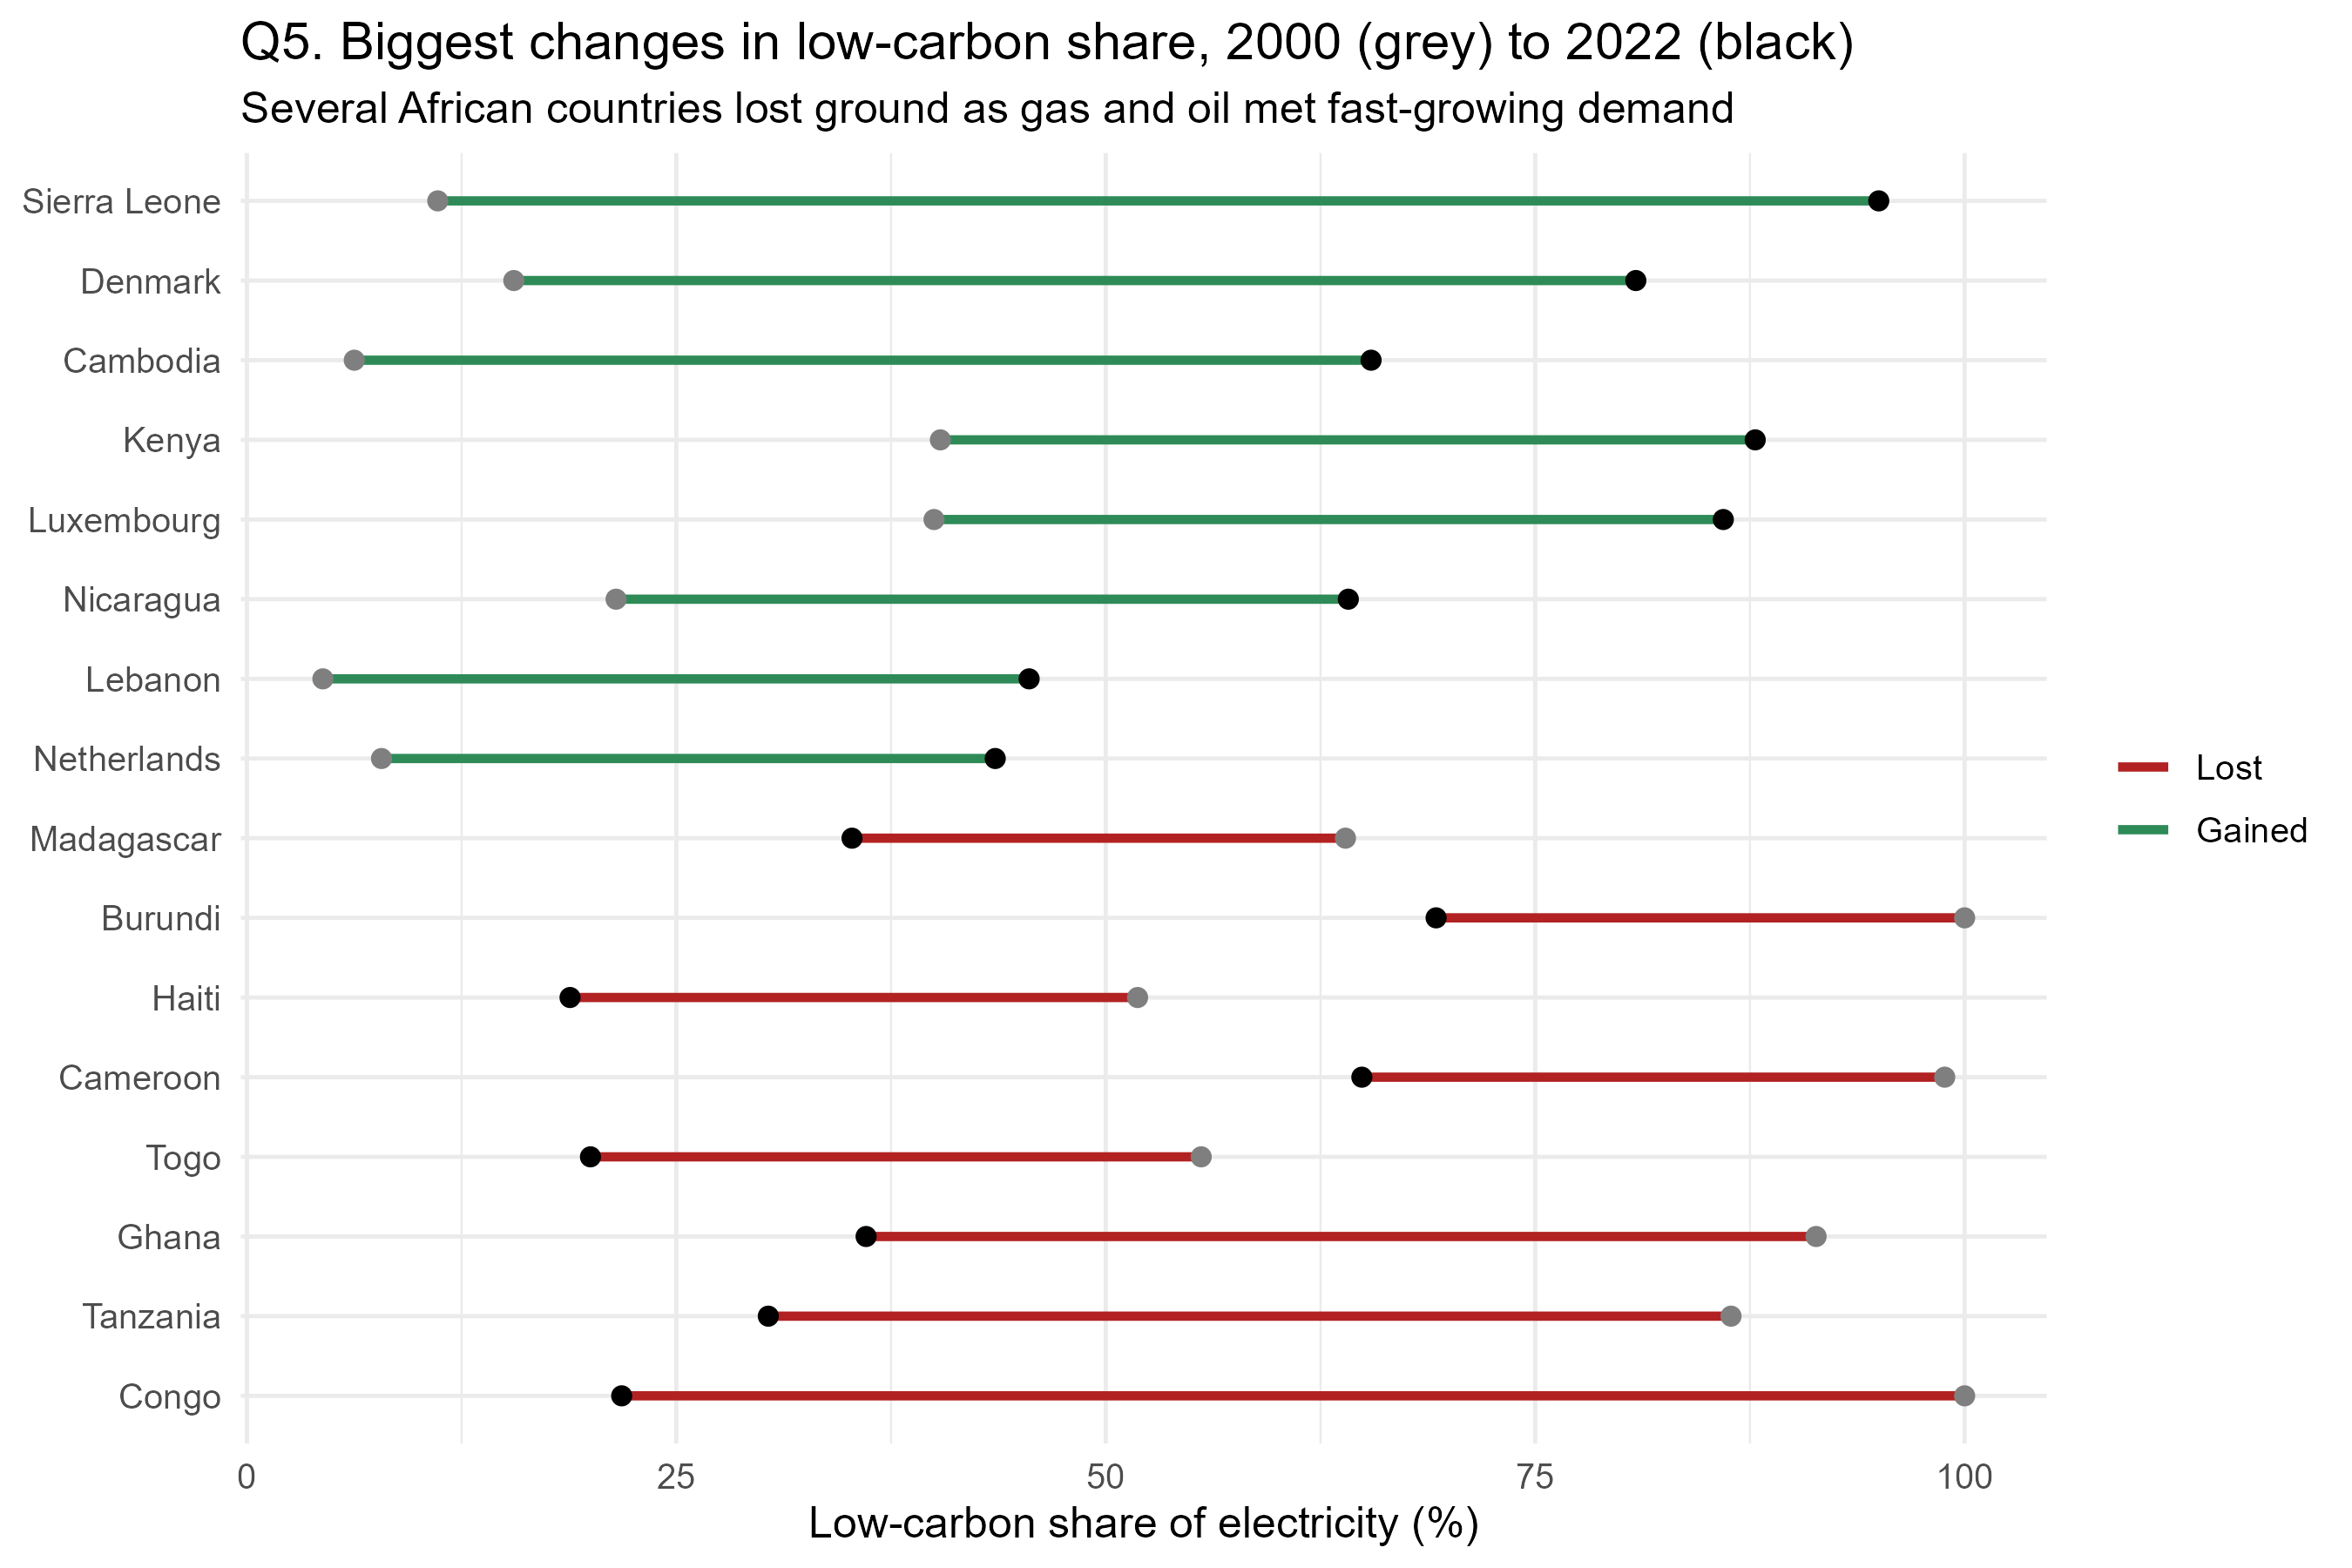 Q5. Biggest changes in low-carbon share, 2000 (grey) to 2022 (black)
Several African countries lost ground as gas and oil met fast-growing demand
Sierra Leone
Denmark
Cambodia
Kenya
Luxembourg
Nicaragua
Lebanon
Netherlands
Madagascar
Burundi
Haiti
Cameroon
Togo
Ghana
Tanzania
Congo
0 25 50 75 100
Low-carbon share of electricity (%)
Lost
Gained